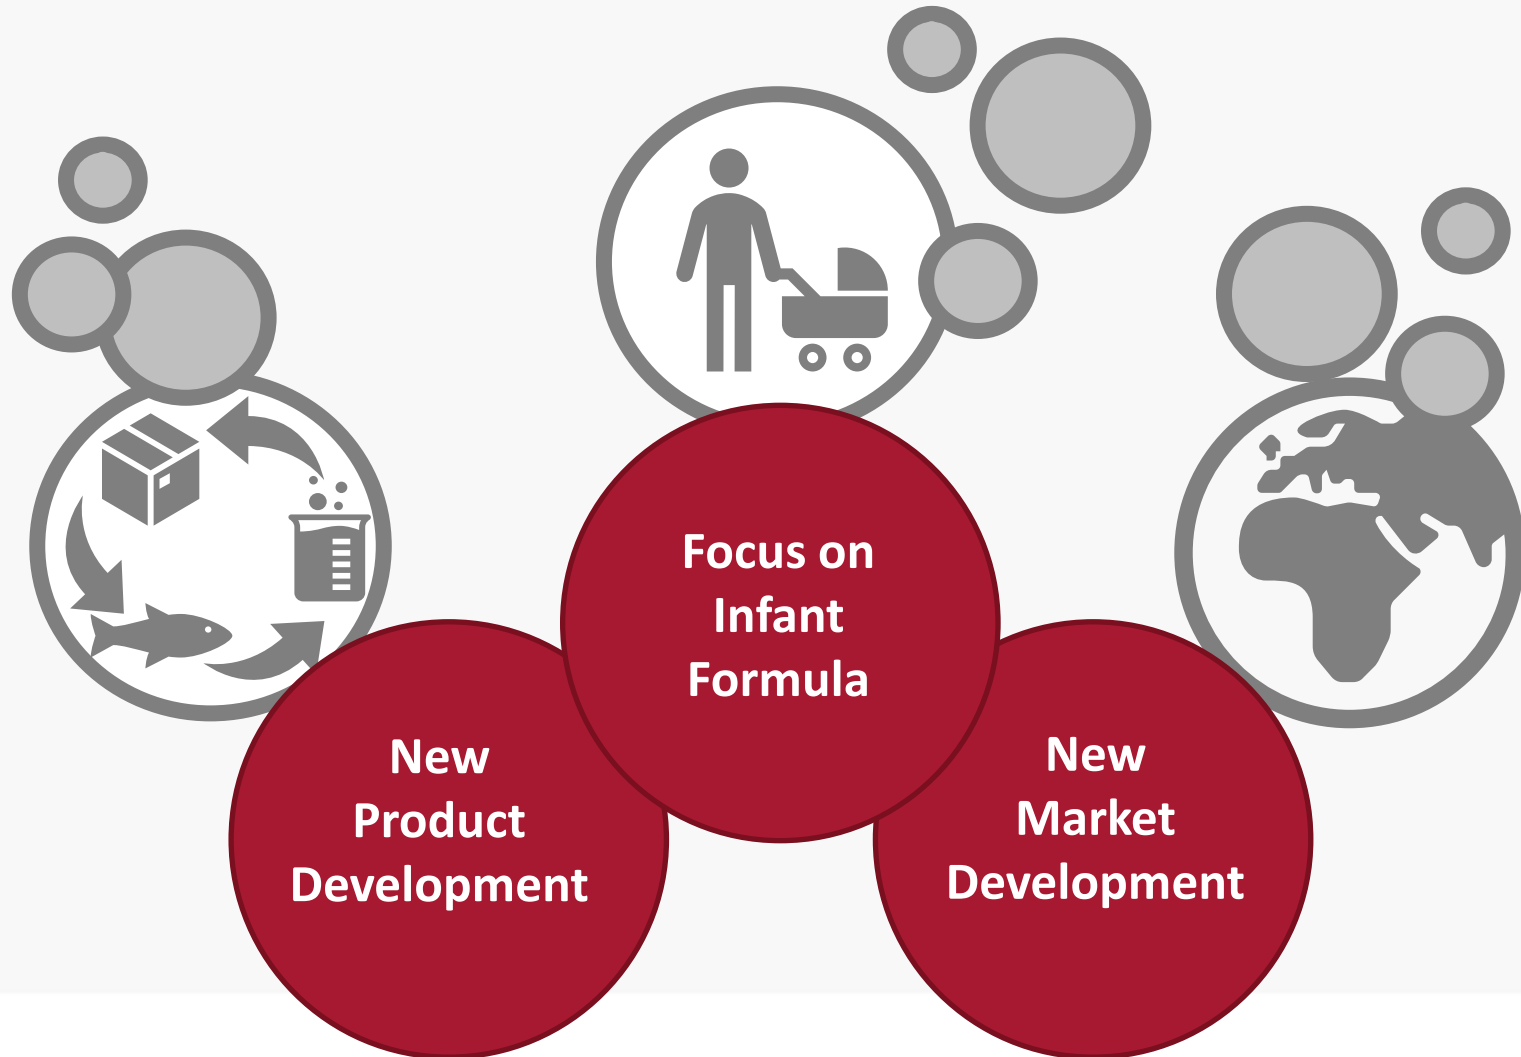 Focus on
Infant
Formula
New
Product
Development
New
Market
Development